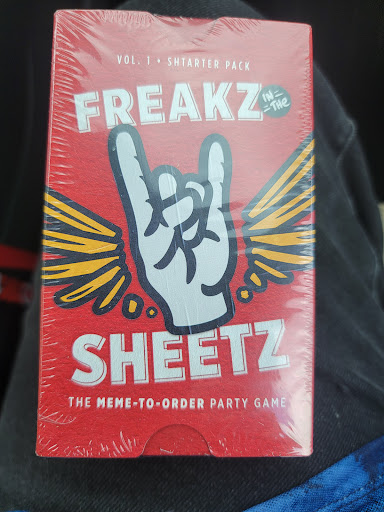 VOL. 1 • SHTARTER PACK
FREAKZ IN THE
SHEETZ
THE MEME-TO-ORDER PARTY GAME